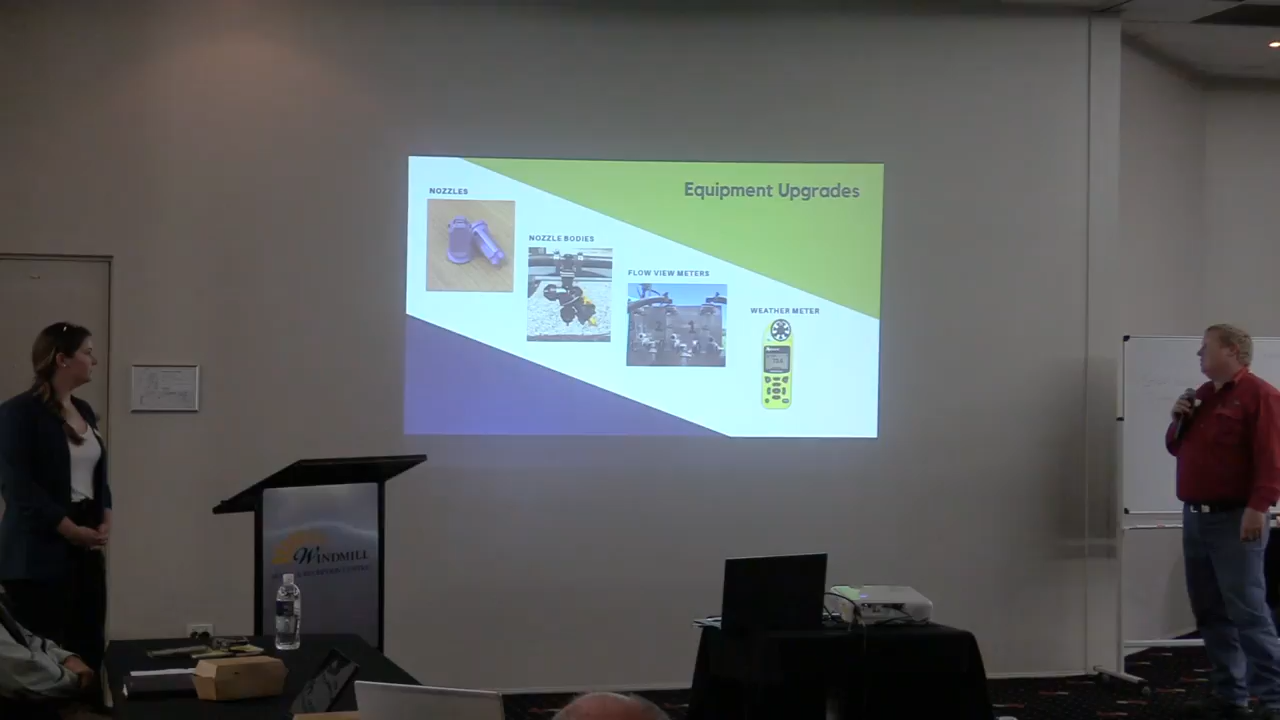 Equipment Upgrades
NOZZLES
NOZZLE BODIES
FLOW VIEW METERS
WEATHER METER
WINDMILL